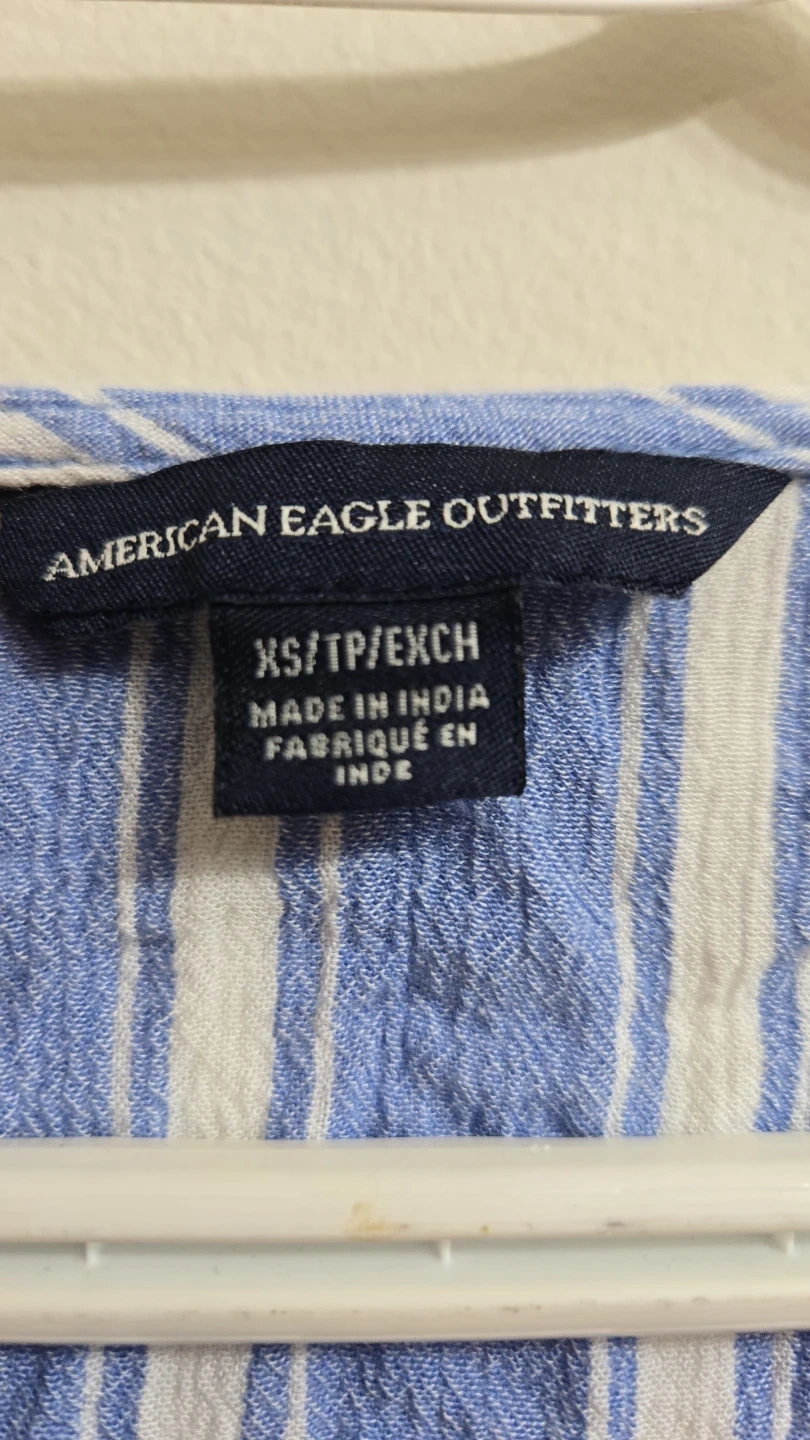 AMERICAN EAGLE OUTFITTERS
XS/TP/EXCH
MADE IN INDIA
FABRIQUÉ EN
INDE